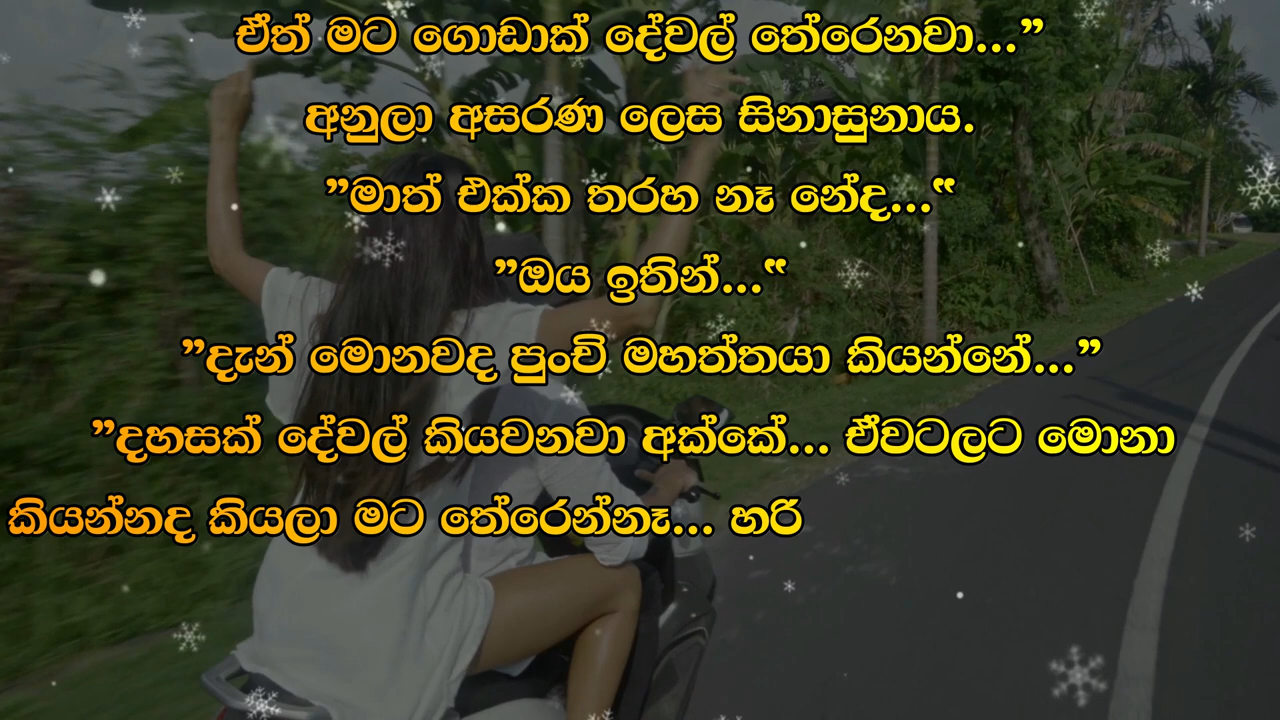 ඒත් මට ගොඩාක් දේවල් තේරෙනවා...”
අනුලා අසරණ ලෙස සිනාසුනාය.
”මාත් එක්ක තරහ නෑ නේද...“
”ඔය ඉතින්...“
”දැන් මොනවද පුංචි මහත්තයා කියන්නේ...”
”දහසක් දේවල් කියවනවා අක්කේ... ඒවටලට මොනා
කියන්නද කියලා මට තේරෙන්නෑ... හරි